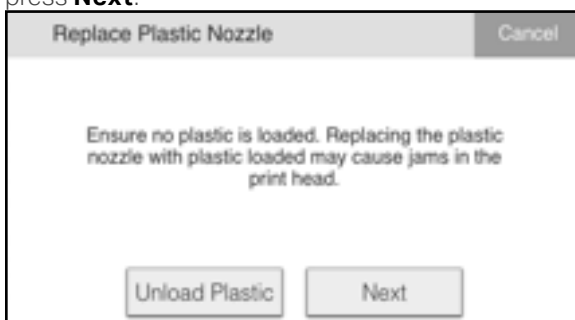 press Next.
Replace Plastic Nozzle Cancel
Ensure no plastic is loaded. Replacing the plastic
nozzle with plastic loaded may cause jams in the
print head.
Unload Plastic Next